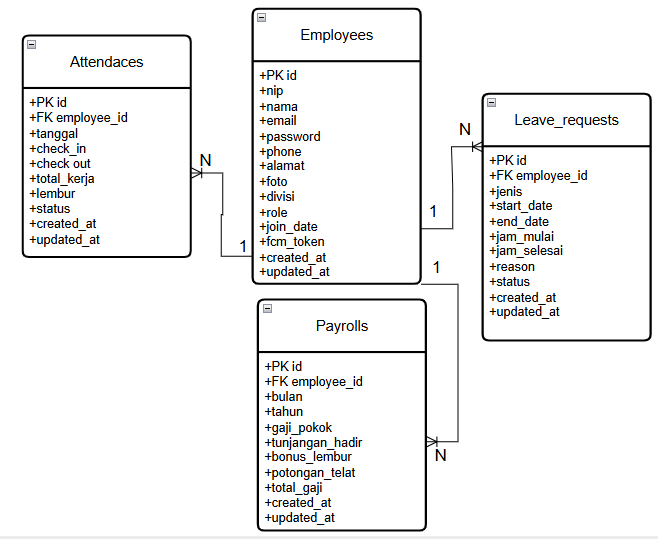 Attendaces
+PK id
+FK employee_id
+tanggal
+check_in
+check out
+total_kerja
+lembur
+status
+created_at
+updated_at
N
1
Employees
+PK id
+nip
+nama
+email
+password
+phone
+alamat
+foto
+divisi
+role
+join_date
+fcm_token
+created_at
+updated_at
1
N
1
N
Leave_requests
+PK id
+FK employee_id
+jenis
+start_date
+end_date
+jam_mulai
+jam_selesai
+reason
+status
+created_at
+updated_at
Payrolls
+PK id
+FK employee_id
+bulan
+tahun
+gaji_pokok
+tunjangan_hadir
+bonus_lembur
+potongan_telat
+total_gaji
+created_at
+updated_at